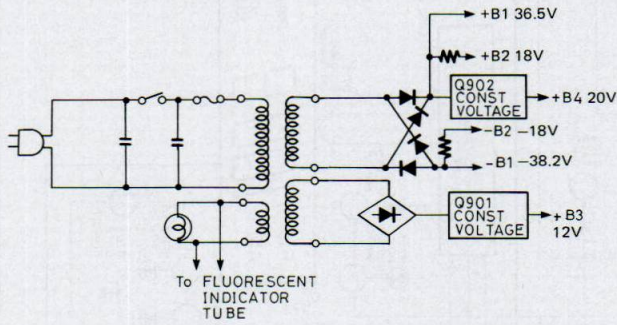 +B1 36.5V
+B2 18V
Q902
CONST
VOLTAGE
+B4 20V
-B2 -18V
-B1 -38.2V
Q901
CONST
VOLTAGE
+ B3
12V
To FLUORESCENT
INDICATOR
TUBE